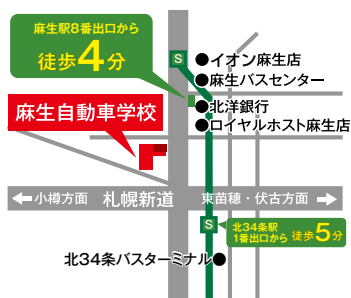 麻生駅8番出口から
徒歩4分
S
●イオン麻生店
●麻生バスセンター
●北洋銀行
●ロイヤルホスト麻生店
麻生自動車学校
←小樽方面
札幌新道
東苗穂・伏古方面→
S
北34条駅
1番出口から 徒歩5分
北34条バスターミナル●